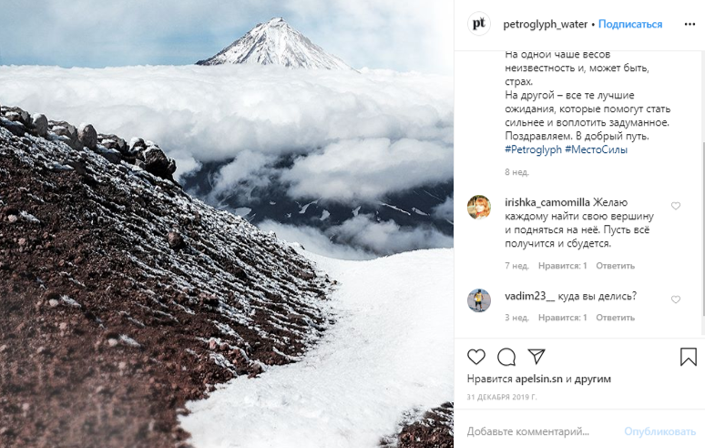 pt
petroglyph_water • Подписаться
На одной чаше весов
неизвестность и, может быть,
страх.
На другой – все те лучшие
ожидания, которые помогут стать
сильнее и воплотить задуманное.
Поздравляем. В добрый путь.
#Petroglyph #МестоСилы
8 нед.
irishka_camomilla Желаю
каждому найти свою вершину
и подняться на неё. Пусть всё
получится и сбудется.
7 нед. Нравится: 1 Ответить
vadim23__ куда вы делись?
3 нед. Нравится: 1 Ответить
Нравится apelsin.sn и другим
31 ДЕКАБРЯ 2019 Г.
Добавьте комментарий... Опубликовать